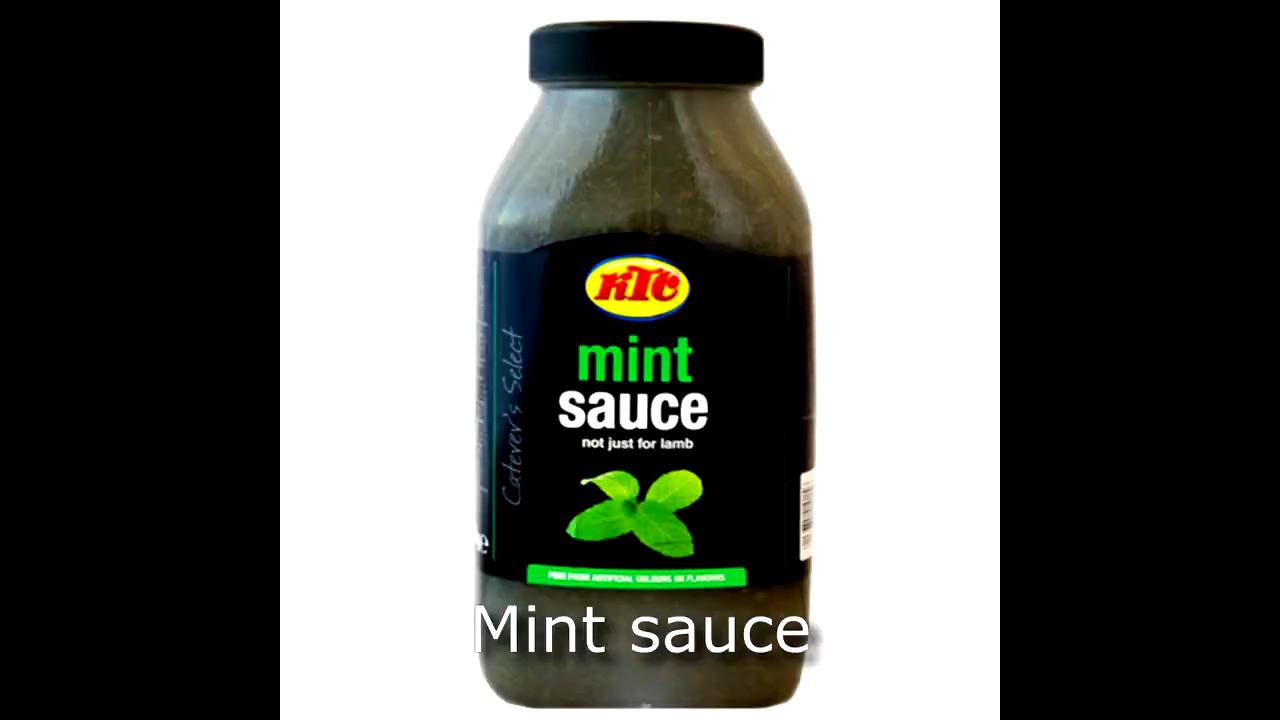 KTC
mint
sauce
not just for lamb
Caterer's Select
FREE FROM ARTIFICIAL COLOURS OR FLAVOURS
Mint sauce